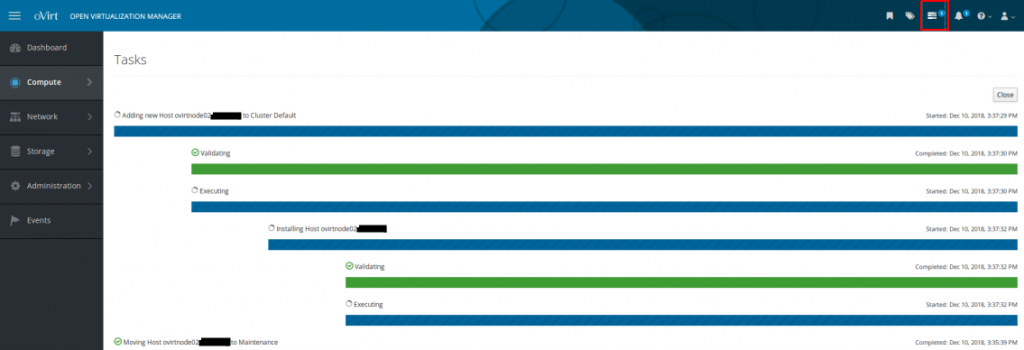 oVirt OPEN VIRTUALIZATION MANAGER
1 1
Dashboard
Compute
Network
Storage
Administration
Events
Tasks
Close
Adding new Host ovirtnode02 to Cluster Default Started: Dec 10, 2018, 3:37:29 PM
Validating Completed: Dec 10, 2018, 3:37:30 PM
Executing Started: Dec 10, 2018, 3:37:30 PM
Installing Host ovirtnode02 Started: Dec 10, 2018, 3:37:32 PM
Validating Completed: Dec 10, 2018, 3:37:32 PM
Executing Started: Dec 10, 2018, 3:37:32 PM
Moving Host ovirtnode02 to Maintenance Completed: Dec 10, 2018, 3:35:39 PM